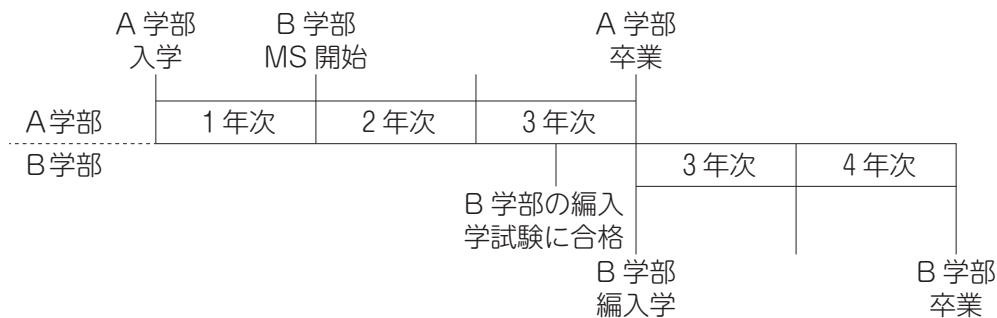 A 学部
入学
B 学部
MS 開始
A 学部
卒業
A学部
1 年次
2 年次
3 年次
B学部
3 年次
4 年次
B 学部の編入
学試験に合格
B 学部
編入学
B 学部
卒業